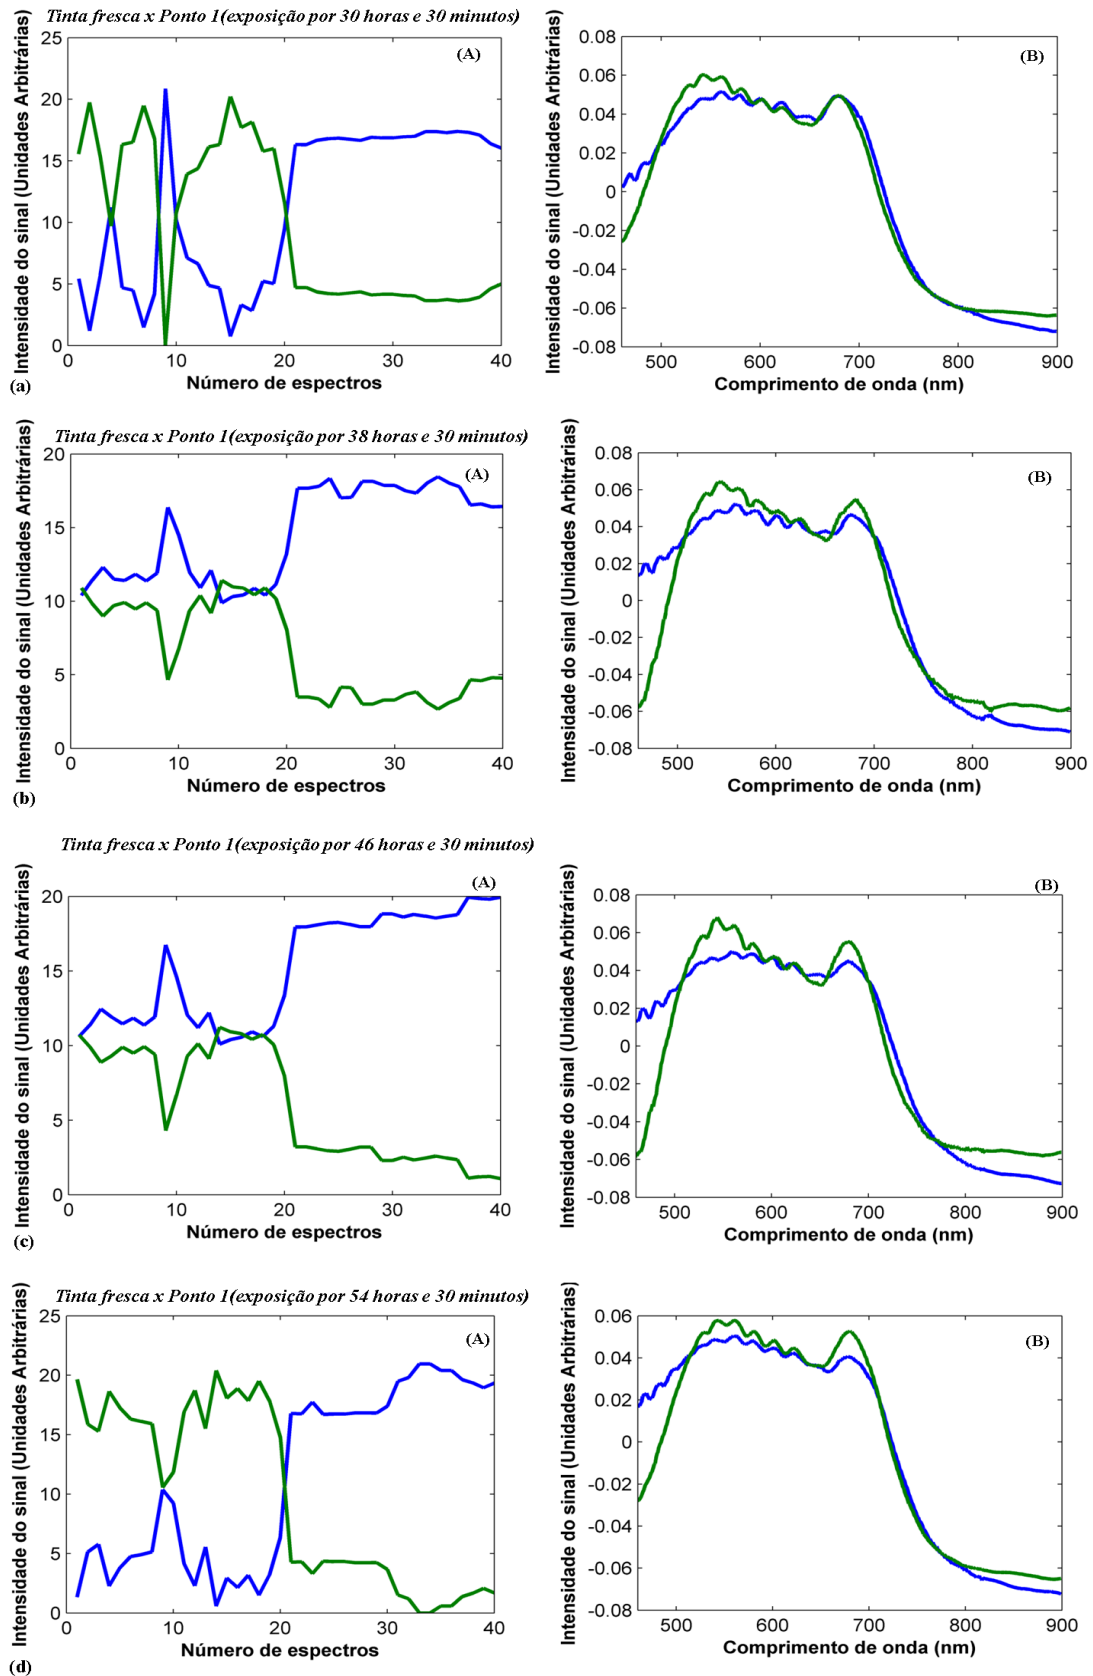 Tinta fresca x Ponto 1(exposição por 30 horas e 30 minutos)
Intensidade do sinal (Unidades Arbitrárias)
25
20
15
10
5
0
(A)
0 10 20 30 40
Número de espectros
(a)
Intensidade do sinal (Unidades Arbitrárias)
0.08
0.06
0.04
0.02
0
-0.02
-0.04
-0.06
-0.08
(B)
500 600 700 800 900
Comprimento de onda (nm)
Tinta fresca x Ponto 1(exposição por 38 horas e 30 minutos)
Intensidade do sinal (Unidades Arbitrárias)
20
15
10
5
0
(A)
0 10 20 30 40
Número de espectros
(b)
Intensidade do sinal (Unidades Arbitrárias)
0.08
0.06
0.04
0.02
0
-0.02
-0.04
-0.06
-0.08
(B)
500 600 700 800 900
Comprimento de onda (nm)
Tinta fresca x Ponto 1(exposição por 46 horas e 30 minutos)
Intensidade do sinal (Unidades Arbitrárias)
20
15
10
5
0
(A)
0 10 20 30 40
Número de espectros
(c)
Intensidade do sinal (Unidades Arbitrárias)
0.08
0.06
0.04
0.02
0
-0.02
-0.04
-0.06
-0.08
(B)
500 600 700 800 900
Comprimento de onda (nm)
Tinta fresca x Ponto 1(exposição por 54 horas e 30 minutos)
Intensidade do sinal (Unidades Arbitrárias)
25
20
15
10
5
0
(A)
0 10 20 30 40
Número de espectros
(d)
Intensidade do sinal (Unidades Arbitrárias)
0.06
0.04
0.02
0
-0.02
-0.04
-0.06
-0.08
(B)
500 600 700 800 900
Comprimento de onda (nm)